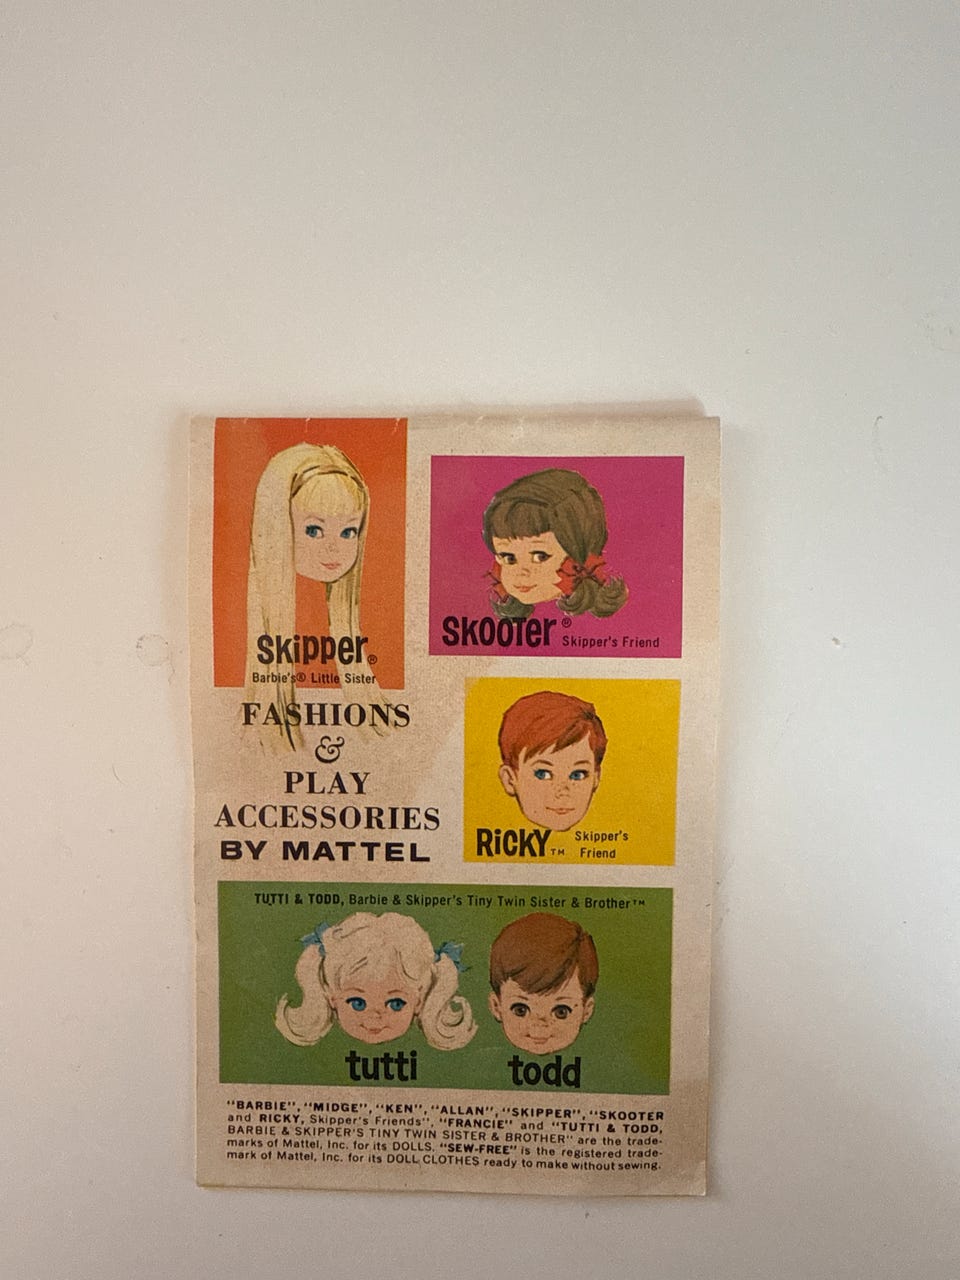 Skipper®
Barbie's® Little Sister
SKOOTer®
Skipper's Friend
FASHIONS
&
PLAY
ACCESSORIES
BY MATTEL
RiCKY™
Skipper's
Friend
TUTTI & TODD, Barbie & Skipper's Tiny Twin Sister & Brother™
tutti
todd
"BARBIE", "MIDGE", "KEN", "ALLAN", "SKIPPER", "SKOOTER
and RICKY, Skipper's Friends", "FRANCIE" and "TUTTI & TODD,
BARBIE & SKIPPER'S TINY TWIN SISTER & BROTHER" are the trade-
marks of Mattel, Inc. for its DOLLS. "SEW-FREE" is the registered trade-
mark of Mattel, Inc. for its DOLL CLOTHES ready to make without sewing.